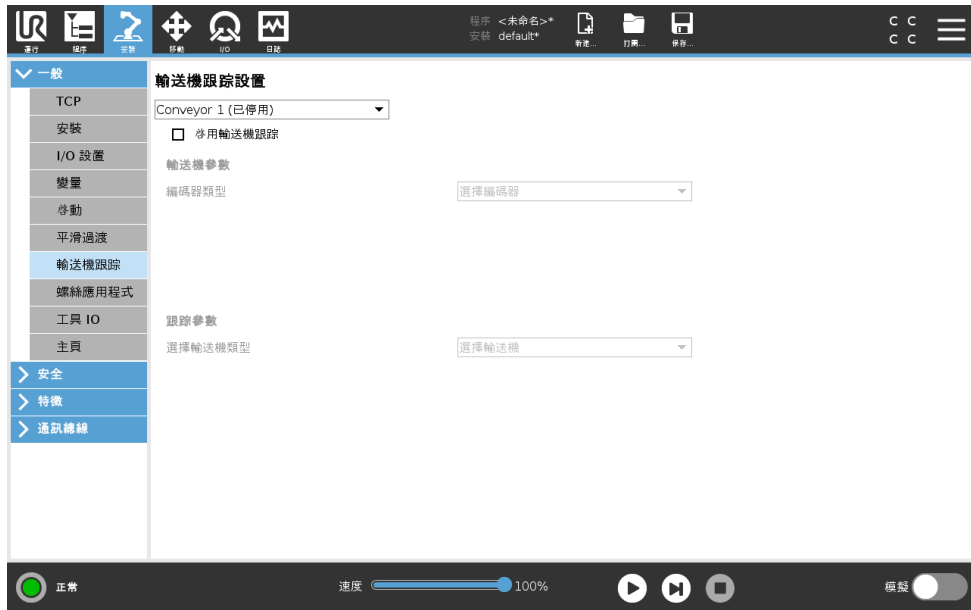 程序 <未命名>*
安裝 default*
運行 程序 安裝 移動 I/O 日誌 新建... 打開... 保存...
C C
C C
一般
TCP
安裝
I/O 設置
變量
啓動
平滑過渡
輸送機跟踪
螺絲應用程式
工具 IO
主頁
安全
特徵
通訊總線
輸送機跟踪設置
Conveyor 1 (已停用)
啓用輸送機跟踪
輸送機參數
編碼器類型 選擇編碼器
跟踪參數
選擇輸送機類型 選擇輸送機
正常 速度 100% 模擬